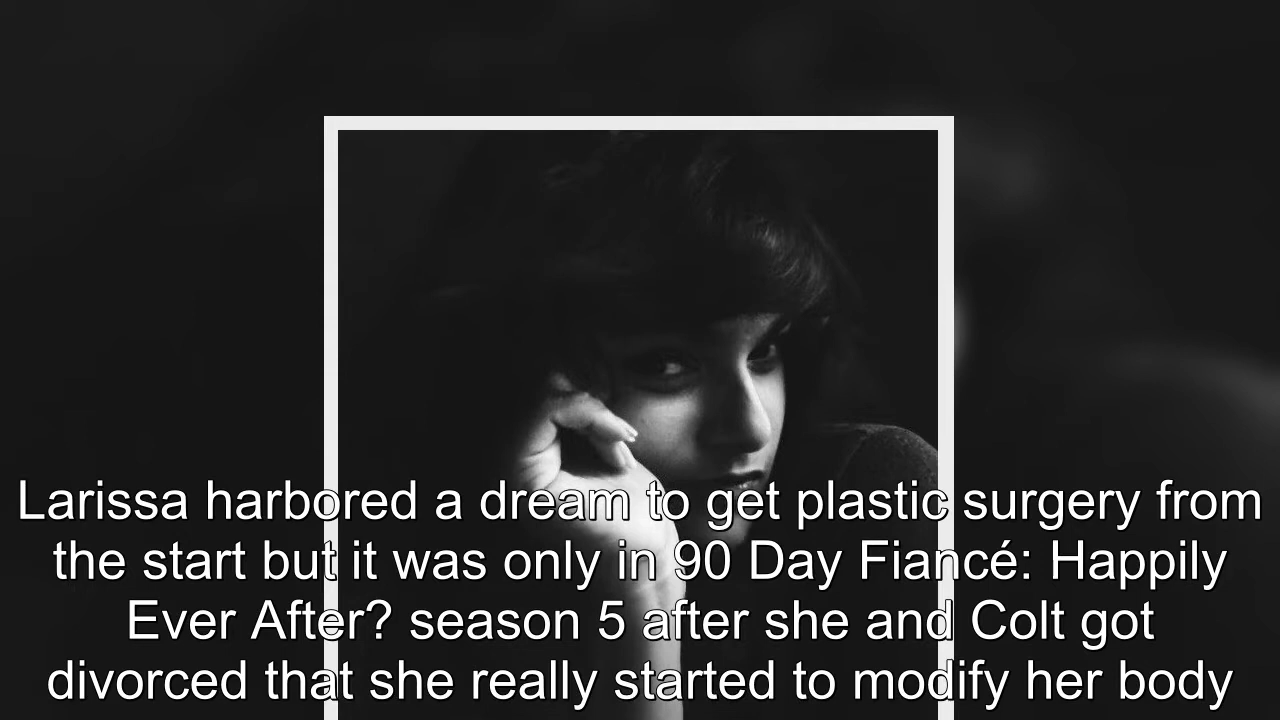 Larissa harbored a dream to get plastic surgery from
the start but it was only in 90 Day Fiancé: Happily
Ever After? season 5 after she and Colt got
divorced that she really started to modify her body